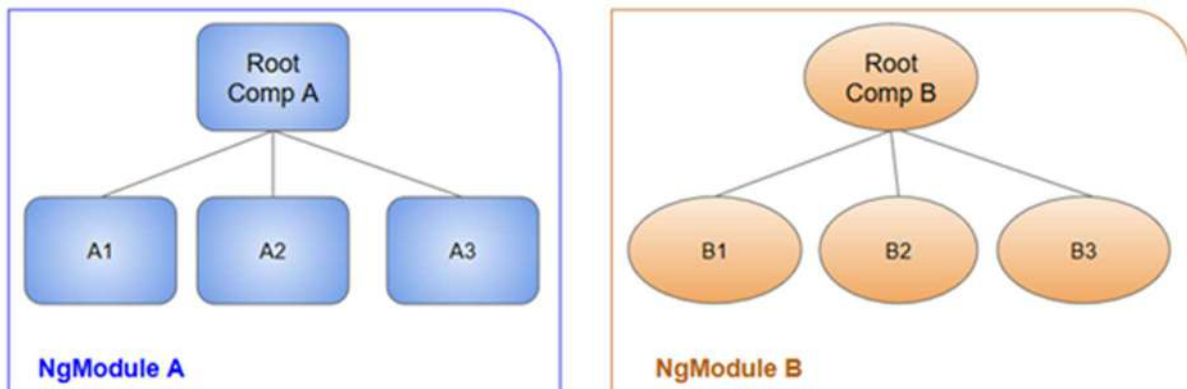 Root
Comp A
A1
A2
A3
NgModule A
Root
Comp B
B1
B2
B3
NgModule B